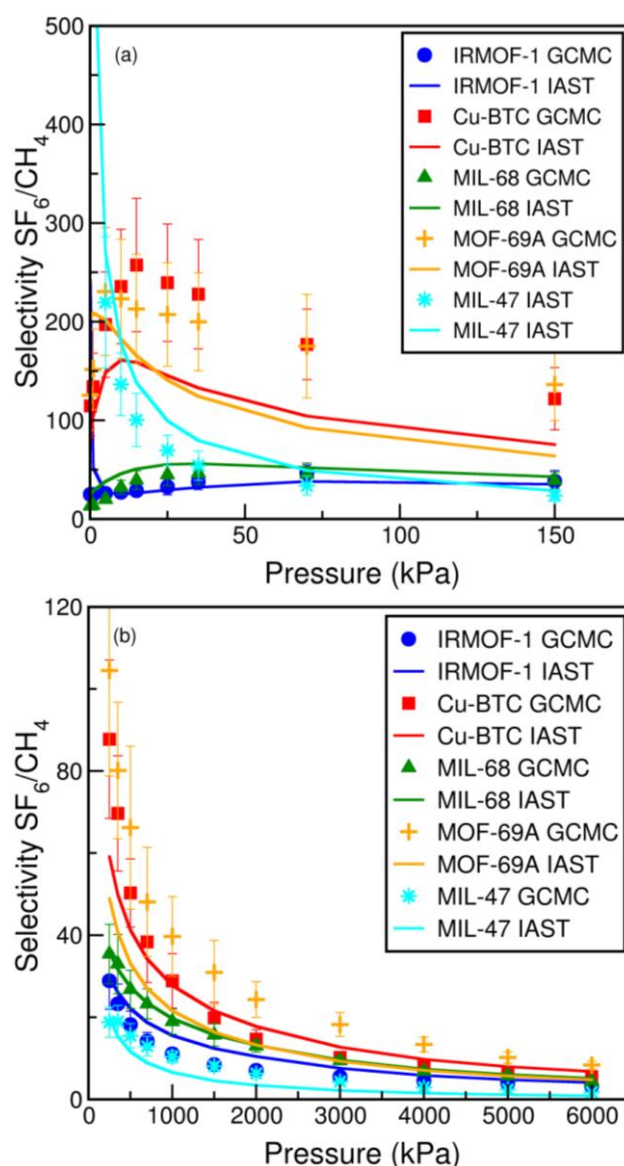 (a)
500
400
300
200
100
0
Selectivity SF6/CH4
IRMOF-1 GCMC
IRMOF-1 IAST
Cu-BTC GCMC
Cu-BTC IAST
MIL-68 GCMC
MIL-68 IAST
MOF-69A GCMC
MOF-69A IAST
MIL-47 IAST
MIL-47 IAST
0 50 100 150
Pressure (kPa)
(b)
120
80
40
0
Selectivity SF6/CH4
IRMOF-1 GCMC
IRMOF-1 IAST
Cu-BTC GCMC
Cu-BTC IAST
MIL-68 GCMC
MIL-68 IAST
MOF-69A GCMC
MOF-69A IAST
MIL-47 GCMC
MIL-47 IAST
0 1000 2000 3000 4000 5000 6000
Pressure (kPa)